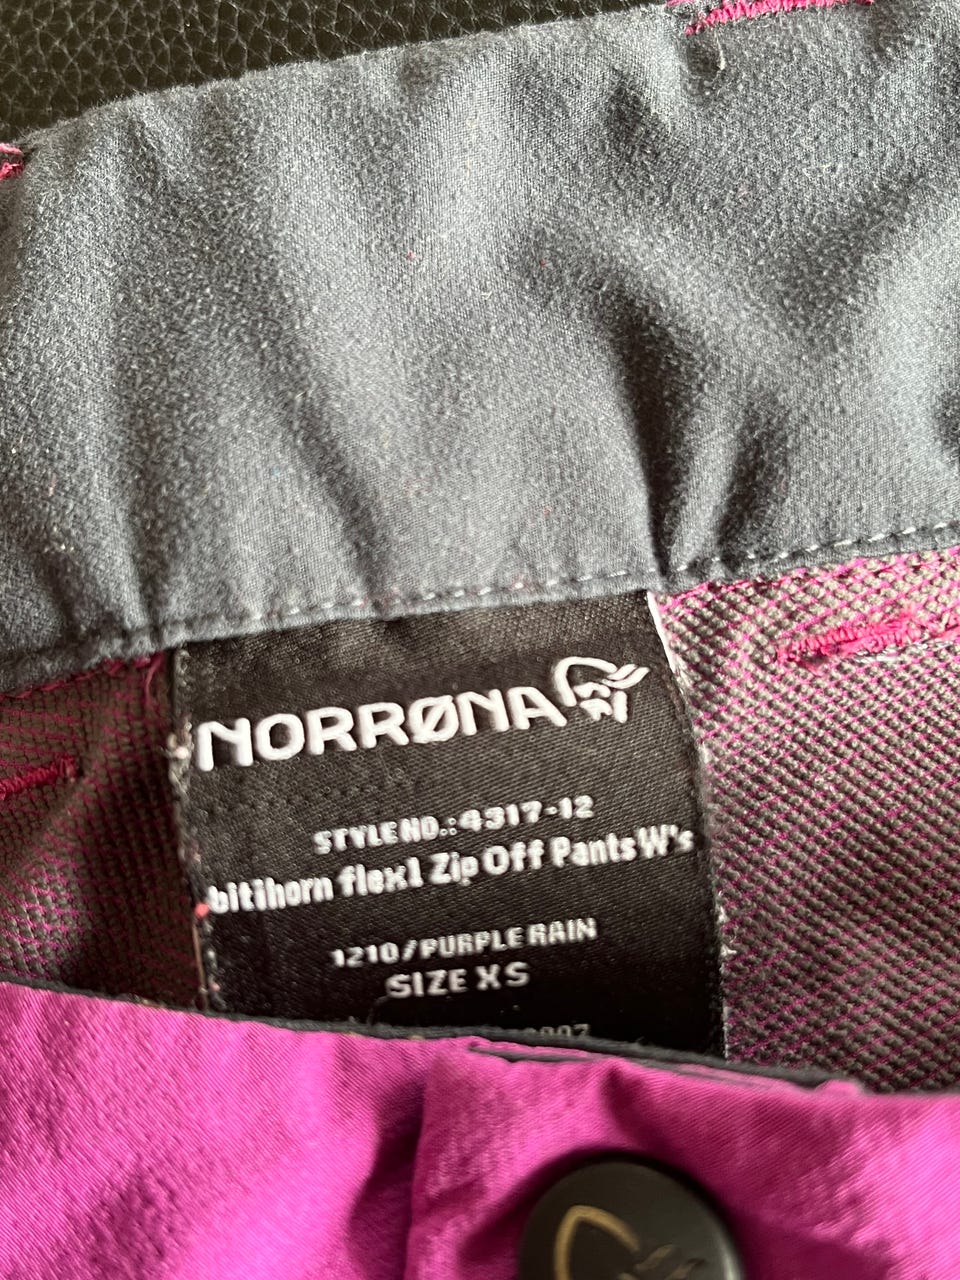 NORRØNA
STYLE NO.: 4317-12
bitihorn flex1 Zip Off Pants W's
1210/PURPLE RAIN
SIZE XS